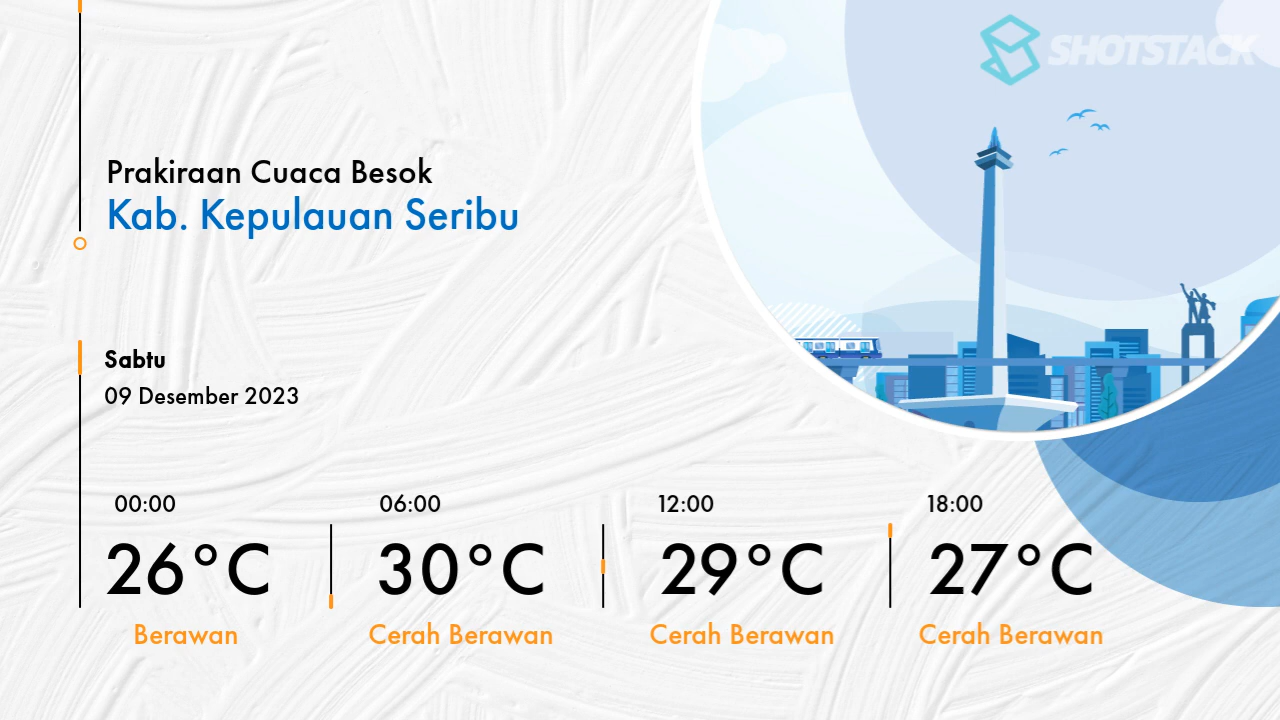 SHOTSTACK
Prakiraan Cuaca Besok
Kab. Kepulauan Seribu
Sabtu
09 Desember 2023
00:00
06:00
12:00
18:00
26°C
30°C
29°C
27°C
Berawan
Cerah Berawan
Cerah Berawan
Cerah Berawan